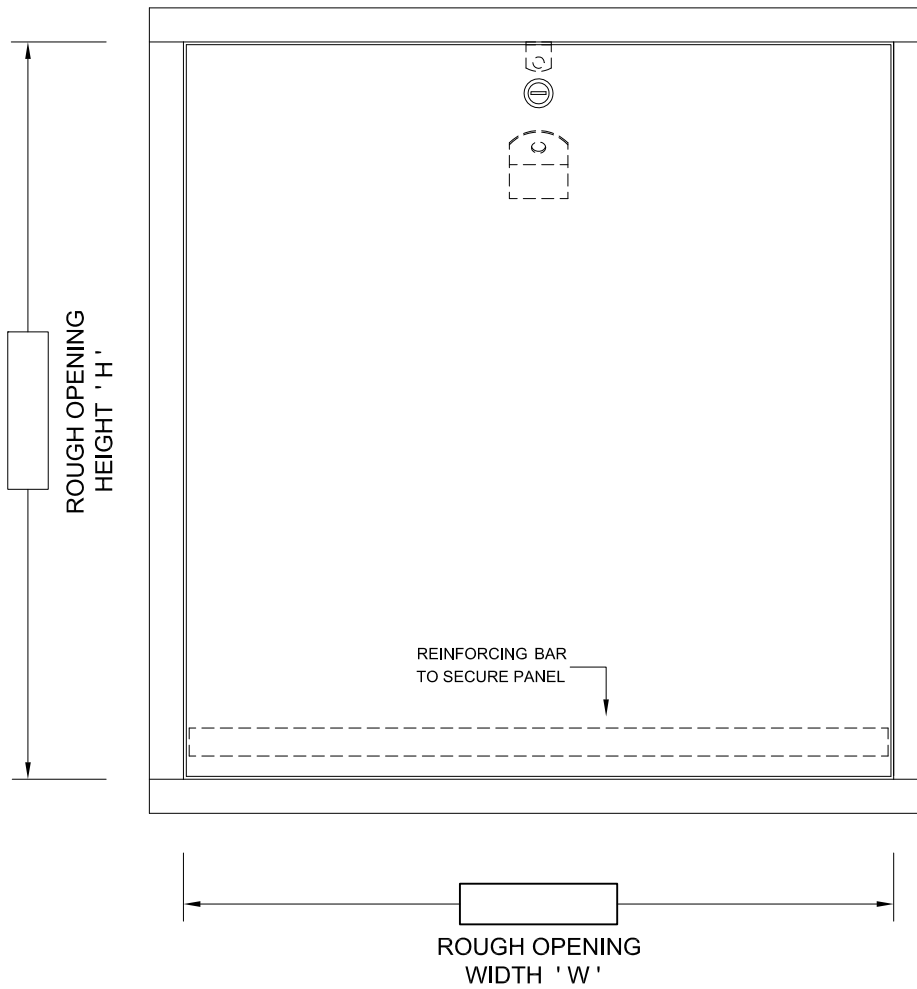 ROUGH OPENING
HEIGHT ' H '
REINFORCING BAR
TO SECURE PANEL
ROUGH OPENING
WIDTH ' W '